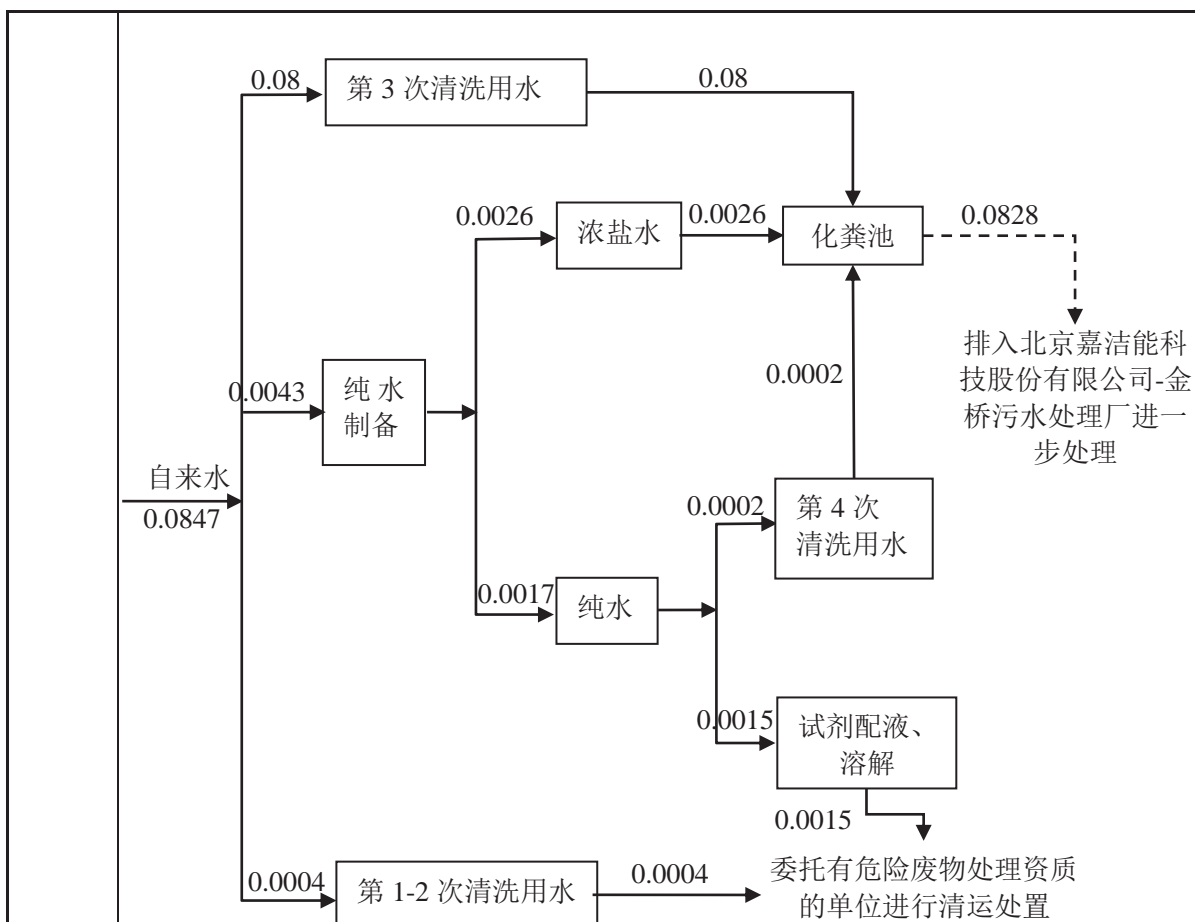 0.08
第 3 次清洗用水
0.08
0.0026
浓盐水
0.0026
化粪池
0.0828
排入北京嘉洁能科
技股份有限公司-金
桥污水处理厂进一
步处理
0.0043
纯 水
制备
0.0002
自来水
0.0847
0.0002
第 4 次
清洗用水
0.0017
纯水
0.0015
试剂配液、
溶解
0.0015
0.0004
第 1-2 次清洗用水
0.0004
委托有危险废物处理资质
的单位进行清运处置